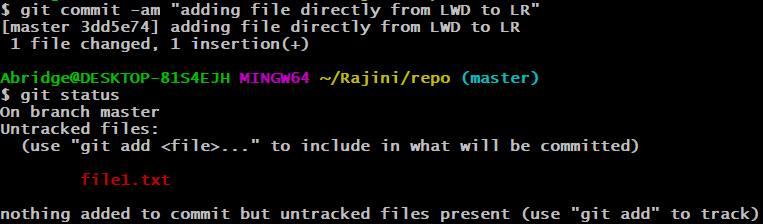 $ git commit -am "adding file directly from LWD to LR"
[master 3dd5e74] adding file directly from LWD to LR
 1 file changed, 1 insertion(+)
Abridge@DESKTOP-81S4EJH MINGW64 ~/Rajini/repo (master)
$ git status
On branch master
Untracked files:
  (use "git add <file>..." to include in what will be committed)
        file1.txt
nothing added to commit but untracked files present (use "git add" to track)